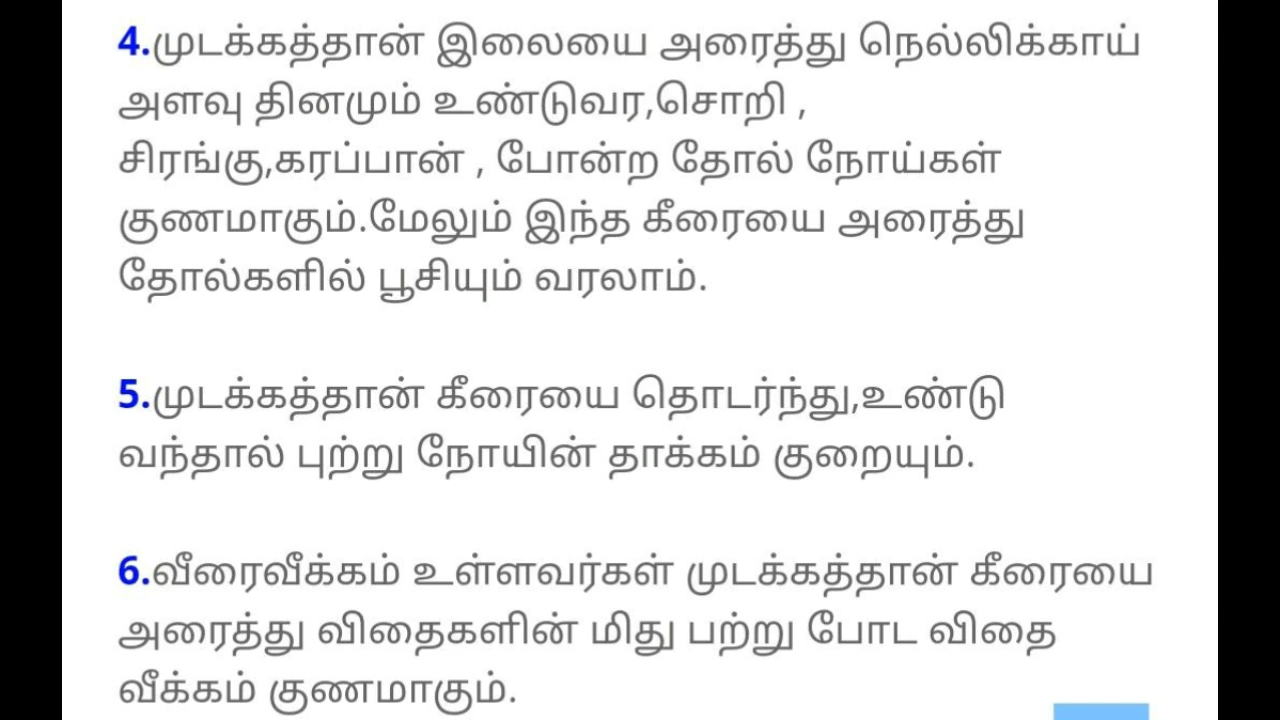 4.முடக்கத்தான் இலையை அரைத்து நெல்லிக்காய்
அளவு தினமும் உண்டுவர,சொறி ,
சிரங்கு,கரப்பான் , போன்ற தோல் நோய்கள்
குணமாகும்.மேலும் இந்த கீரையை அரைத்து
தோல்களில் பூசியும் வரலாம்.
5.முடக்கத்தான் கீரையை தொடர்ந்து,உண்டு
வந்தால் புற்று நோயின் தாக்கம் குறையும்.
6.வீரைவீக்கம் உள்ளவர்கள் முடக்கத்தான் கீரையை
அரைத்து விதைகளின் மிது பற்று போட விதை
வீக்கம் குணமாகும்.